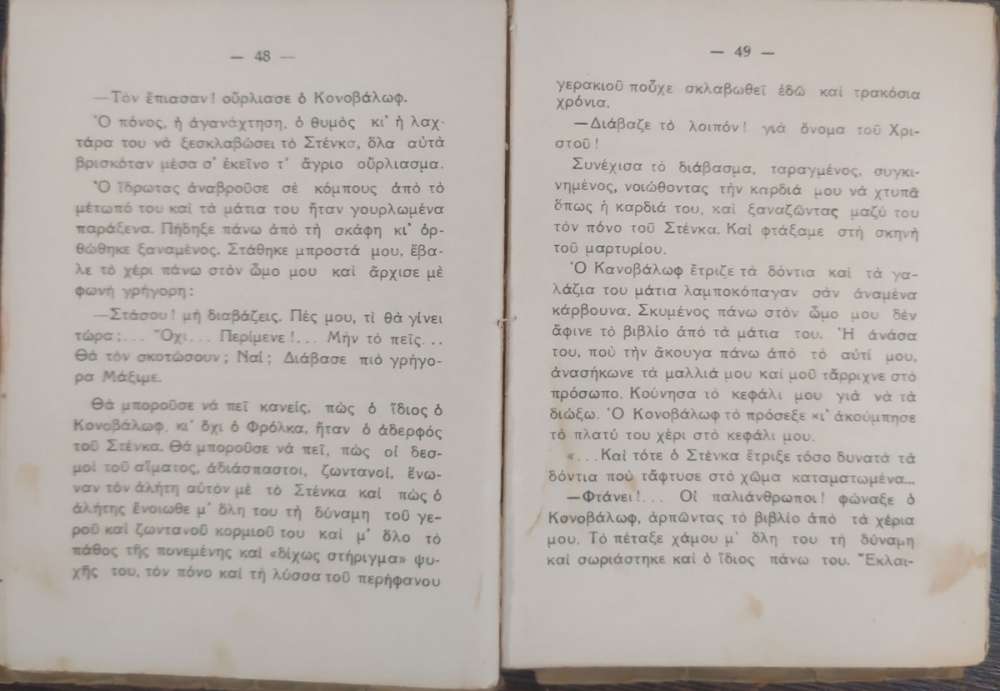 — 48 —
—Τὸν ἔπιασαν! οὔρλιασε ὁ Κονοβάλωφ.
Ὁ πόνος, ἡ ἀγανάχτηση, ὁ θυμὸς κι' ἡ λαχ-
τάρα του νὰ ξεσκλαβώσει τὸ Στένκα, ὅλα αὐτὰ
βρισκόταν μέσα σ' ἐκεῖνο τ' ἄγριο οὔρλιασμα.
Ὁ ἵδρωτας ἀναβροῦσε σὲ κόμπους ἀπὸ τὸ
μέτωπό του καὶ τὰ μάτια του ἦταν γουρλωμένα
παράξενα. Πήδηξε πάνω ἀπὸ τὴ σκάφη κι' ὀρ-
θώθηκε ξαναμένος. Στάθηκε μπροστά μου, ἔβα-
λε τὸ χέρι πάνω στὸν ὦμο μου καὶ ἄρχισε μὲ
φωνὴ γρήγορη:
—Στάσου! μὴ διαβάζεις. Πές μου, τὶ θὰ γίνει
τώρα;... Ὄχι... Περίμενε!... Μὴν τὸ πεῖς...
Θὰ τὸν σκοτώσουν; Ναί; Διάβασε πιὸ γρήγο-
ρα Μάξιμε.
Θὰ μποροῦσε νὰ πεῖ κανείς, πὼς ὁ ἴδιος ὁ
Κονοβάλωφ, κι' ὄχι ὁ Φρόλκα, ἦταν ὁ ἀδερφός
τοῦ Στένκα. Θὰ μποροῦσε νὰ πεῖ, πὼς οἱ δεσ-
μοὶ τοῦ αἵματος, ἀδιάσπαστοι, ζωντανοί, ἕνω-
ναν τὸν ἀλήτη αὐτὸν μὲ τὸ Στένκα καὶ πὼς ὁ
ἀλήτης ἔνοιωθε μ' ὅλη του τὴ δύναμη τοῦ γε-
ροῦ καὶ ζωντανοῦ κορμιοῦ του καὶ μ' ὅλο τὸ
πάθος τῆς πονεμένης καὶ «δίχως στήριγμα» ψυ-
χῆς του, τὸν πόνο καὶ τὴ λύσσα τοῦ περήφανου
— 49 —
γερακιοῦ ποὖχε σκλαβωθεῖ ἐδῶ καὶ τρακόσια
χρόνια.
—Διάβαζε τὸ λοιπόν! γιὰ ὄνομα τοῦ Χρι-
στοῦ!
Συνέχισα τὸ διάβασμα, ταραγμένος, συγκι-
νημένος, νοιώθοντας τὴν καρδιά μου νὰ χτυπᾶ
ὅπως ἡ καρδιά του, καὶ ξαναζῶντας μαζύ του
τὸν πόνο τοῦ Στένκα. Καὶ φτάξαμε στὴ σκηνὴ
τοῦ μαρτυρίου.
Ὁ Κανοβάλωφ ἔτριζε τὰ δόντια καὶ τὰ γα-
λάζια του μάτια λαμποκόπαγαν σὰν ἀναμένα
κάρβουνα. Σκυμένος πάνω στὸν ὦμο μου δὲν
ἄφινε τὸ βιβλίο ἀπὸ τὰ μάτια του. Ἡ ἀνάσα
του, ποὺ τὴν ἄκουγα πάνω ἀπὸ τὸ αὐτί μου,
ἀνασήκωνε τὰ μαλλιά μου καὶ μοῦ τἄρριχνε στὸ
πρόσωπο. Κούνησα τὸ κεφάλι μου γιὰ νὰ τὰ
διώξω. Ὁ Κονοβάλωφ τὸ πρόσεξε κι' ἀκούμπησε
τὸ πλατύ του χέρι στὸ κεφάλι μου.
«...Καὶ τότε ὁ Στένκα ἔτριξε τόσο δυνατὰ τὰ
δόντια ποὺ τἄφτυσε στὸ χῶμα καταματωμένα...
—Φτάνει!... Οἱ παλιάνθρωποι! φώναξε ὁ
Κονοβάλωφ, ἁρπῶντας τὸ βιβλίο ἀπὸ τὰ χέρια
μου. Τὸ πέταξε χάμου μ' ὅλη του τὴ δύναμη
καὶ σωριάστηκε καὶ ὁ ἴδιος πάνω του. Ἔκλαι-